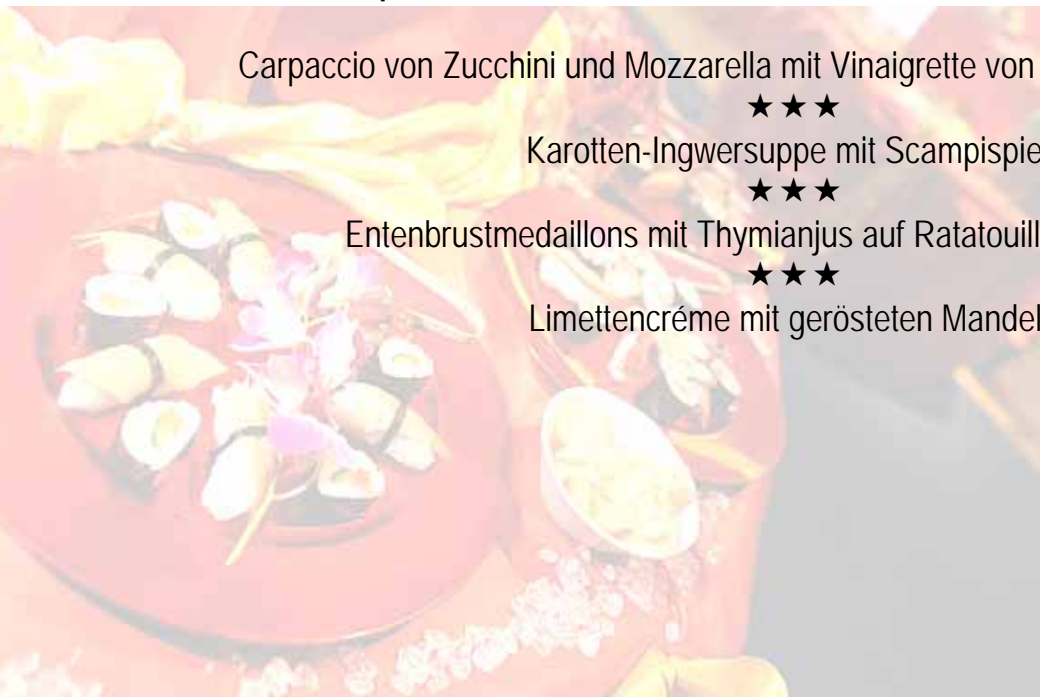 Carpaccio von Zucchini und Mozzarella mit Vinaigrette von
★★★
Karotten-Ingwersuppe mit Scampispie
★★★
Entenbrustmedaillons mit Thymianjus auf Ratatouill
★★★
Limettencréme mit gerösteten Mandel